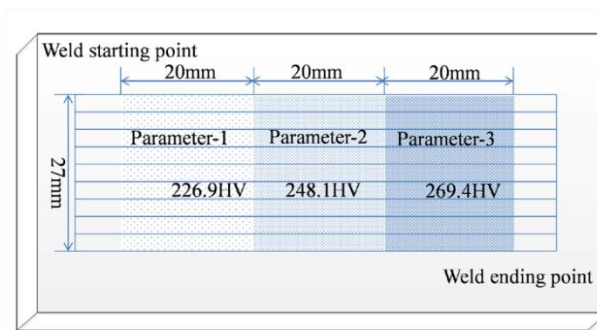 Weld starting point
20mm 20mm 20mm
27mm
Parameter-1 Parameter-2 Parameter-3
226.9HV 248.1HV 269.4HV
Weld ending point